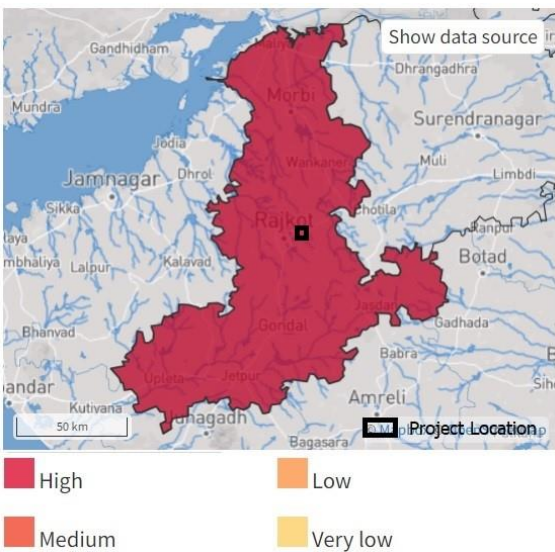 Show data source
Gandhidham
Dhrangadhra
Mundra
Morbi
Surendranagar
Jodia
Wankaner
Muli
Limbdi
Jamnagar
Dhrol
Sikka
Rajkot
Chotila
Ranpur
Lalpur
Kalavad
Botad
Jasdan
Bhanvad
Gondal
Gadhada
Babra
Upleta
Jetpur
Kutivana
Amreli
50 km
Project Location
Bagasara
High
Low
Medium
Very low